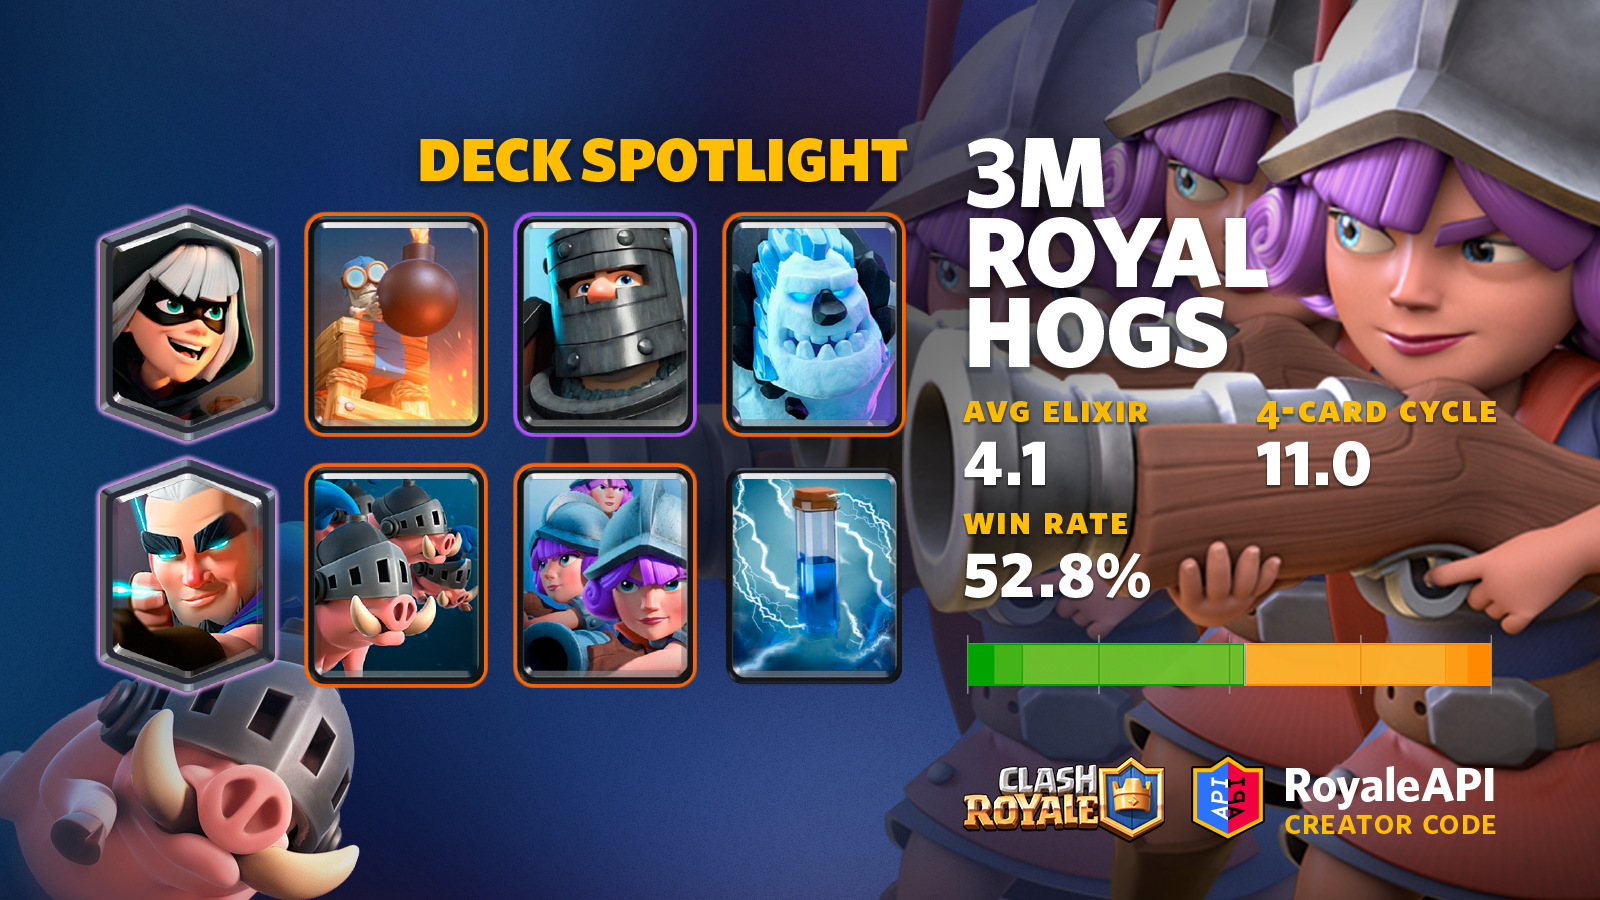 DECK SPOTLIGHT
3M
ROYAL
HOGS
AVG ELIXIR
4-CARD CYCLE
4.1
11.0
WIN RATE
52.8%
CLASH
ROYALE
API
API
RoyaleAPI
CREATOR CODE